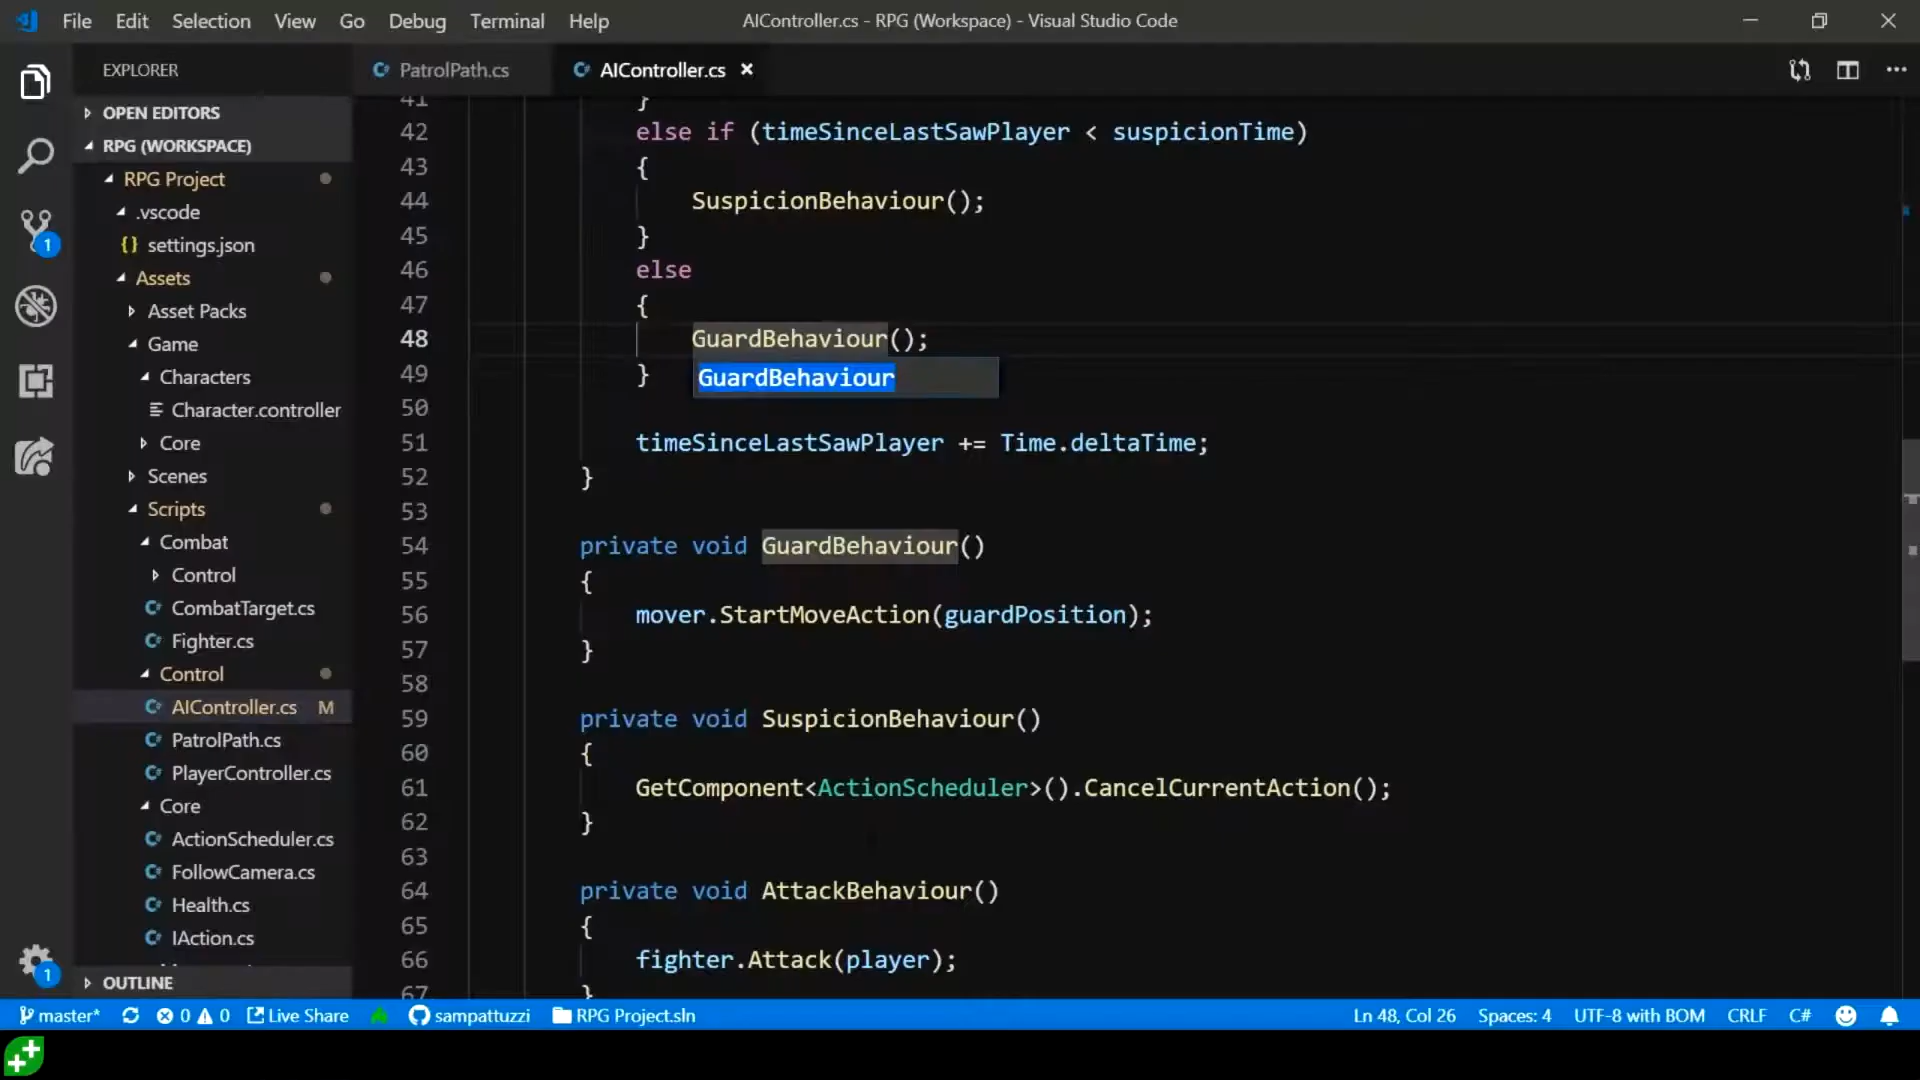 File Edit Selection View Go Debug Terminal Help
AIController.cs - RPG (Workspace) - Visual Studio Code
EXPLORER
OPEN EDITORS
RPG (WORKSPACE)
RPG Project
.vscode
{} settings.json
Assets
Asset Packs
Game
Characters
Character.controller
Core
Scenes
Scripts
Combat
Control
CombatTarget.cs
Fighter.cs
Control
AIController.cs M
PatrolPath.cs
PlayerController.cs
Core
ActionScheduler.cs
FollowCamera.cs
Health.cs
IAction.cs
OUTLINE
1
1
PatrolPath.cs AIController.cs
41 }
42 else if (timeSinceLastSawPlayer < suspicionTime)
43 {
44 SuspicionBehaviour();
45 }
46 else
47 {
48 GuardBehaviour();
49 } GuardBehaviour
50
51 timeSinceLastSawPlayer += Time.deltaTime;
52 }
53
54 private void GuardBehaviour()
55 {
56 mover.StartMoveAction(guardPosition);
57 }
58
59 private void SuspicionBehaviour()
60 {
61 GetComponent<ActionScheduler>().CancelCurrentAction();
62 }
63
64 private void AttackBehaviour()
65 {
66 fighter.Attack(player);
67 }
master* 0 0 Live Share sampattuzzi RPG Project.sln Ln 48, Col 26 Spaces: 4 UTF-8 with BOM CRLF C#